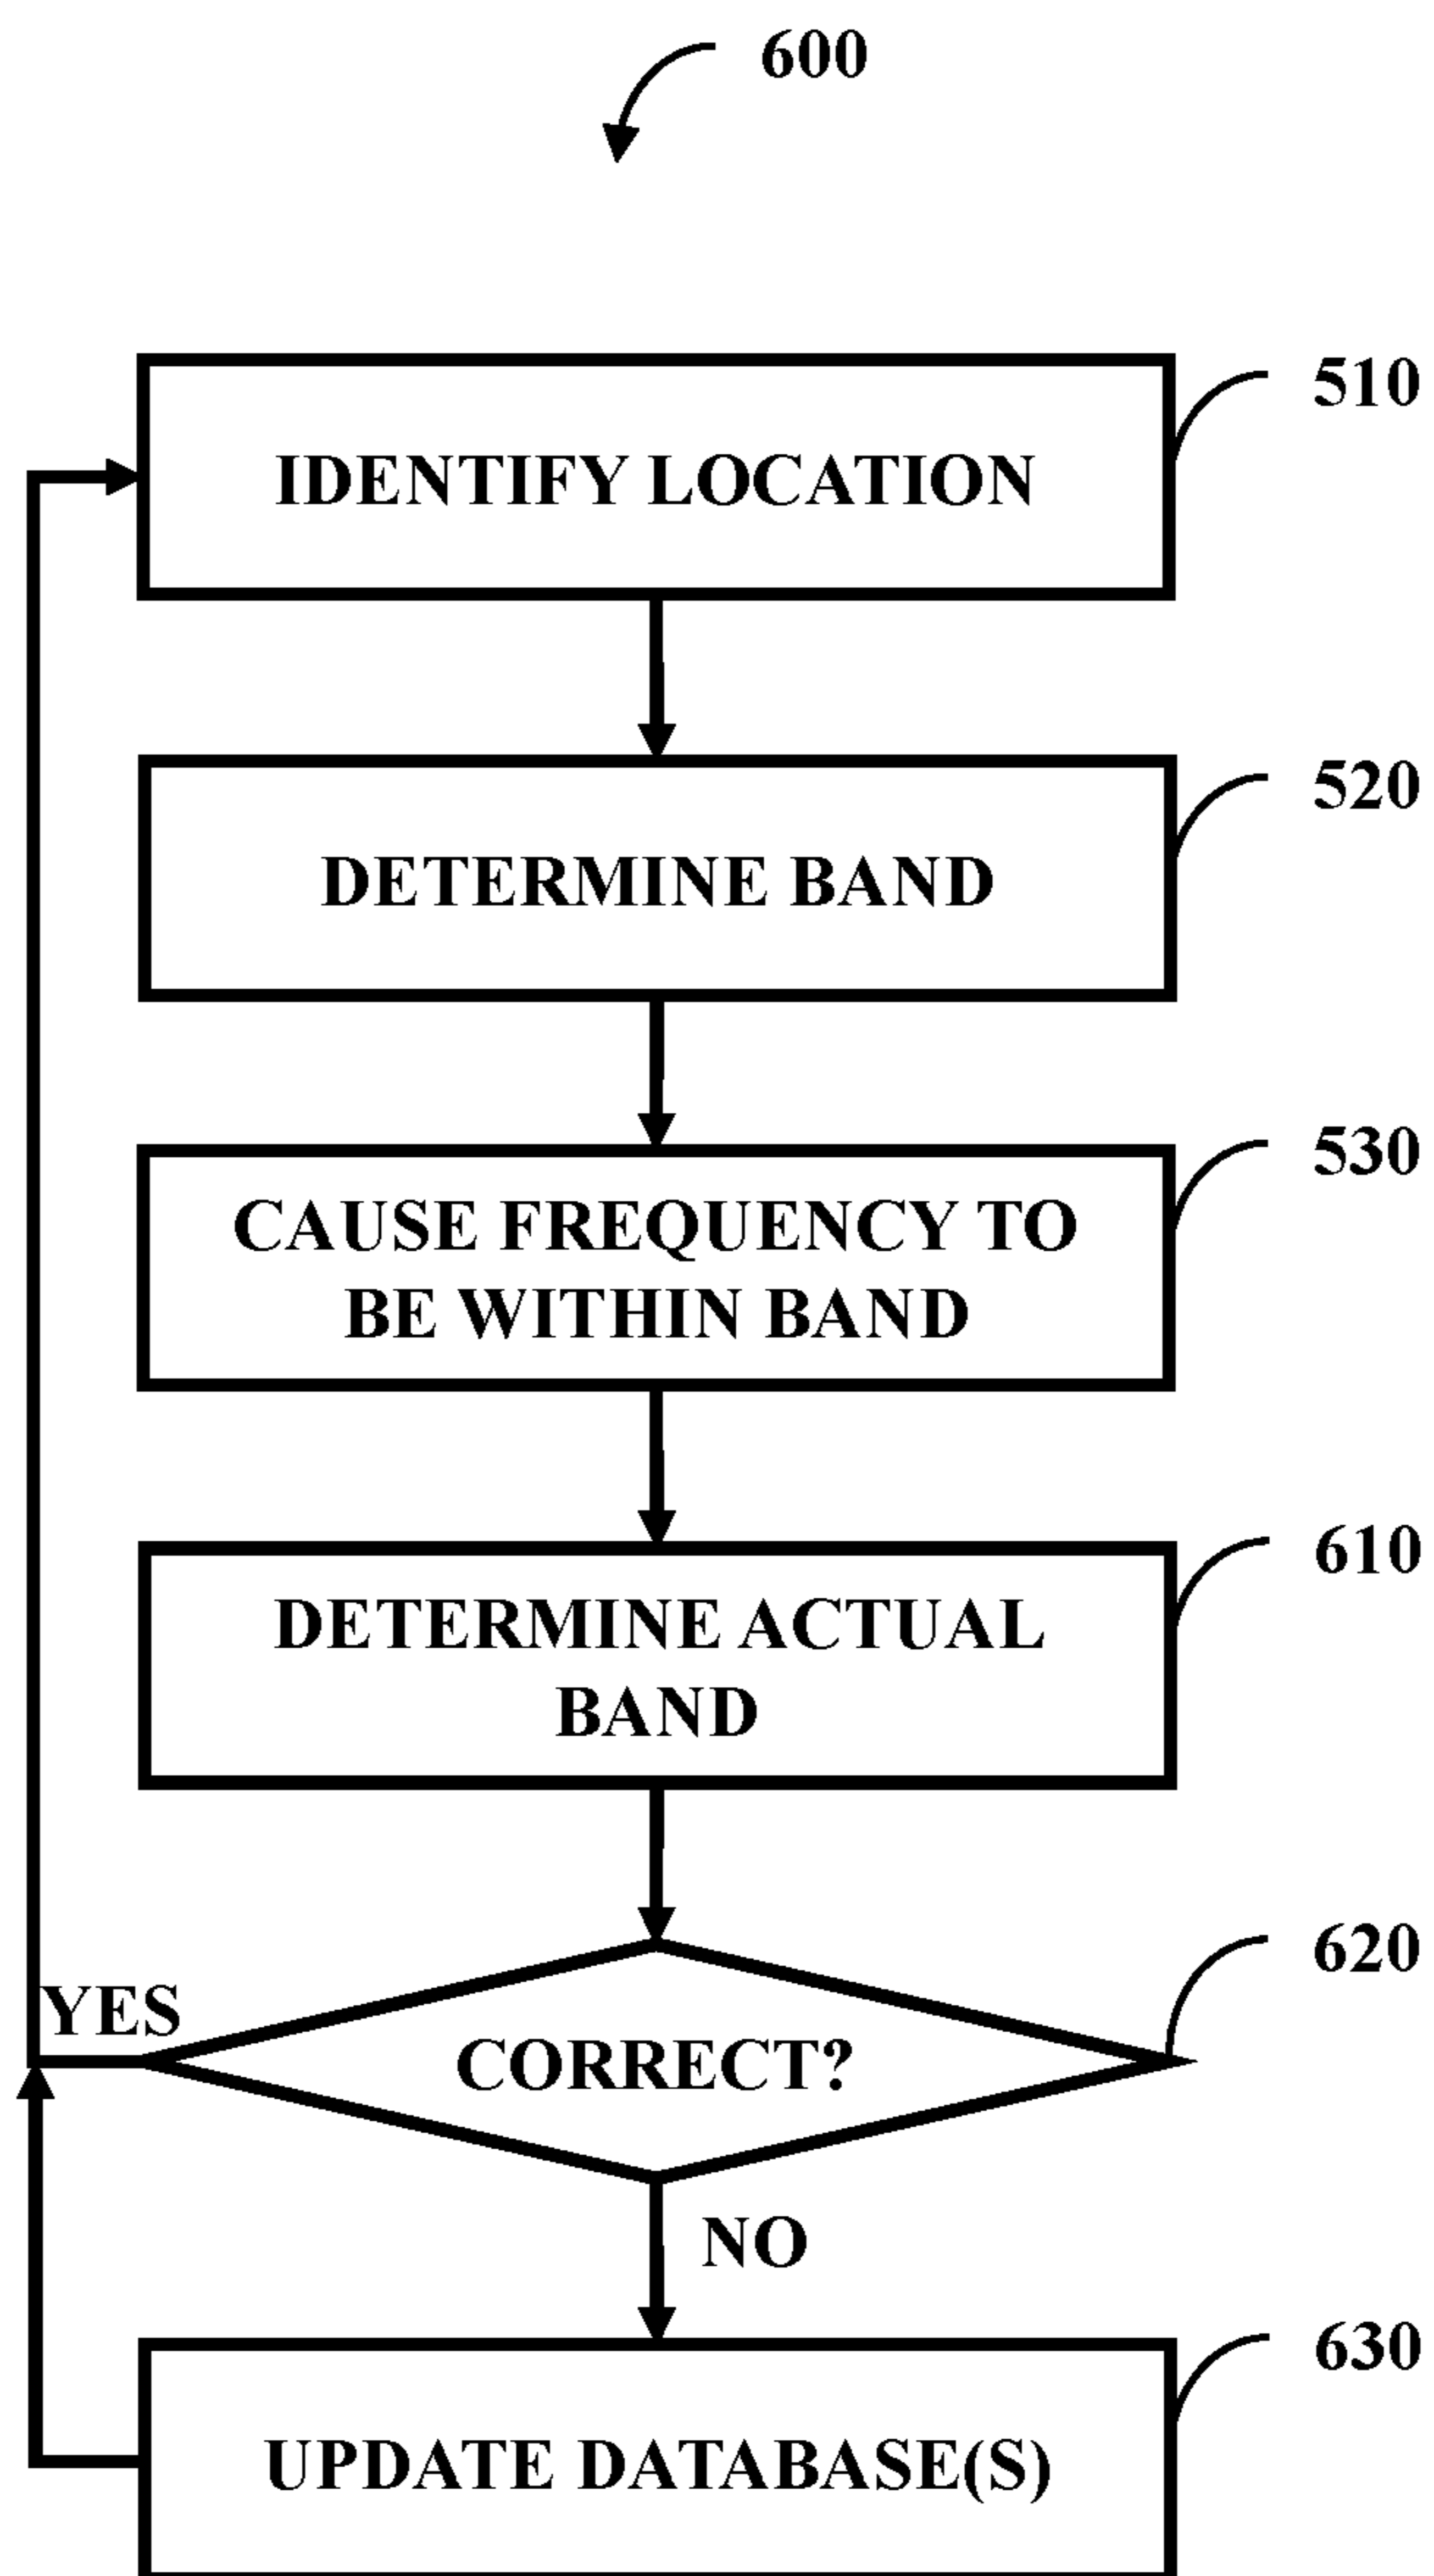 600
510
IDENTIFY LOCATION
520
DETERMINE BAND
530
CAUSE FREQUENCY TO
BE WITHIN BAND
610
DETERMINE ACTUAL
BAND
620
YES
CORRECT?
NO
630
UPDATE DATABASE(S)